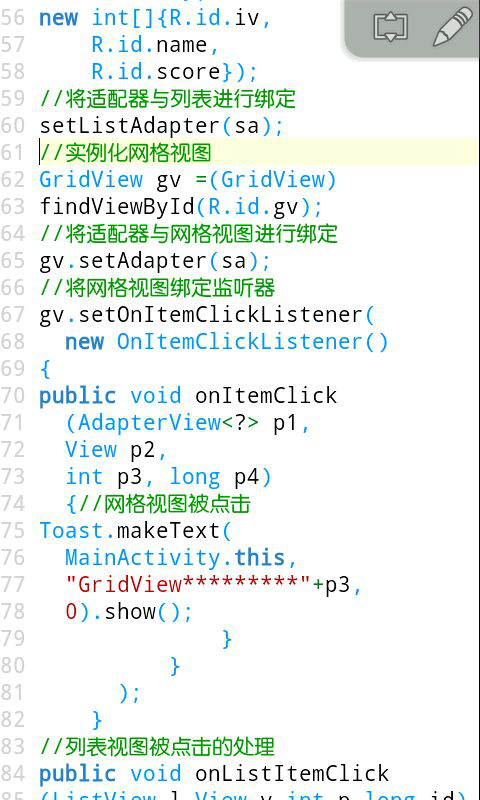 56 new int[]{R.id.iv,
57 R.id.name,
58 R.id.score});
59 //将适配器与列表进行绑定
60 setListAdapter(sa);
61 //实例化网格视图
62 GridView gv =(GridView)
63 findViewById(R.id.gv);
64 //将适配器与网格视图进行绑定
65 gv.setAdapter(sa);
66 //将网格视图绑定监听器
67 gv.setOnItemClickListener(
68 new OnItemClickListener()
69 {
70 public void onItemClick
71 (AdapterView<?> p1,
72 View p2,
73 int p3, long p4)
74 {//网格视图被点击
75 Toast.makeText(
76 MainActivity.this,
77 "GridView*********"+p3,
78 0).show();
79 }
80 }
81 );
82 }
83 //列表视图被点击的处理
84 public void onListItemClick
85 (ListView l,View v,int p,long id)